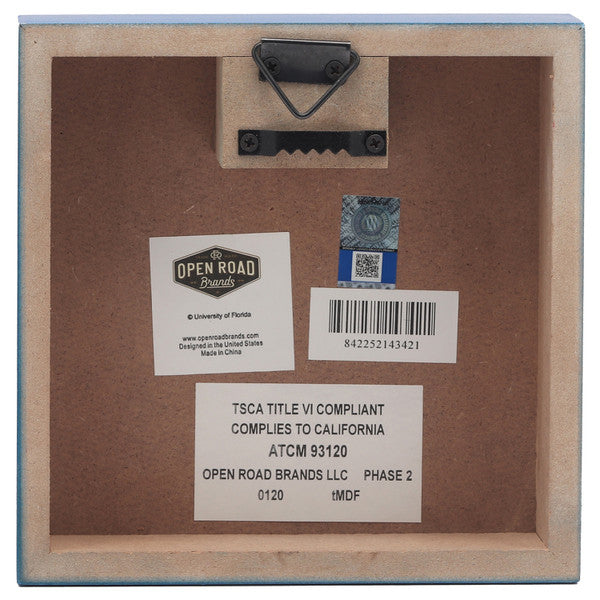 OPEN ROAD
Brands
© University of Florida
www.openroadbrands.com
Designed in the United States
Made in China
842252143421
TSCA TITLE VI COMPLIANT
COMPLIES TO CALIFORNIA
ATCM 93120
OPEN ROAD BRANDS LLC PHASE 2
0120 tMDF